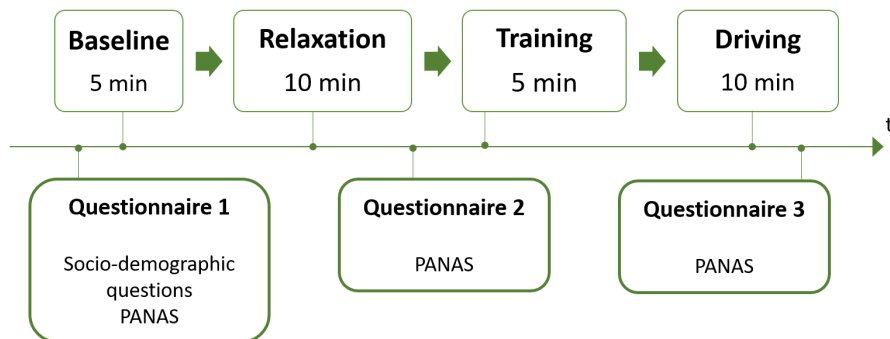 Baseline
5 min
Relaxation
10 min
Training
5 min
Driving
10 min
t
Questionnaire 1
Socio-demographic
questions
PANAS
Questionnaire 2
PANAS
Questionnaire 3
PANAS